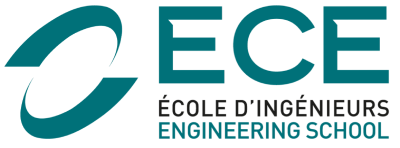 ECE
ÉCOLE D'INGÉNIEURS
ENGINEERING SCHOOL